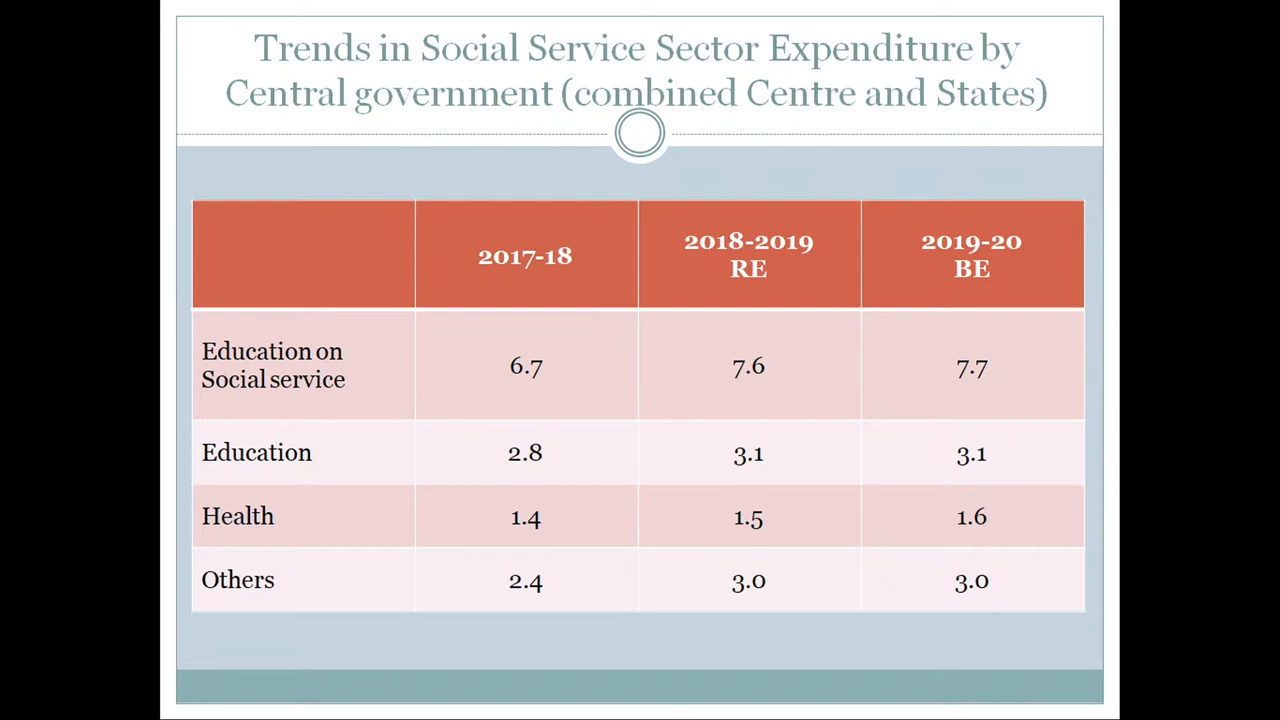 Trends in Social Service Sector Expenditure by
Central government (combined Centre and States)
2017-18
2018-2019
RE
2019-20
BE
Education on
Social service
6.7
7.6
7.7
Education
2.8
3.1
3.1
Health
1.4
1.5
1.6
Others
2.4
3.0
3.0